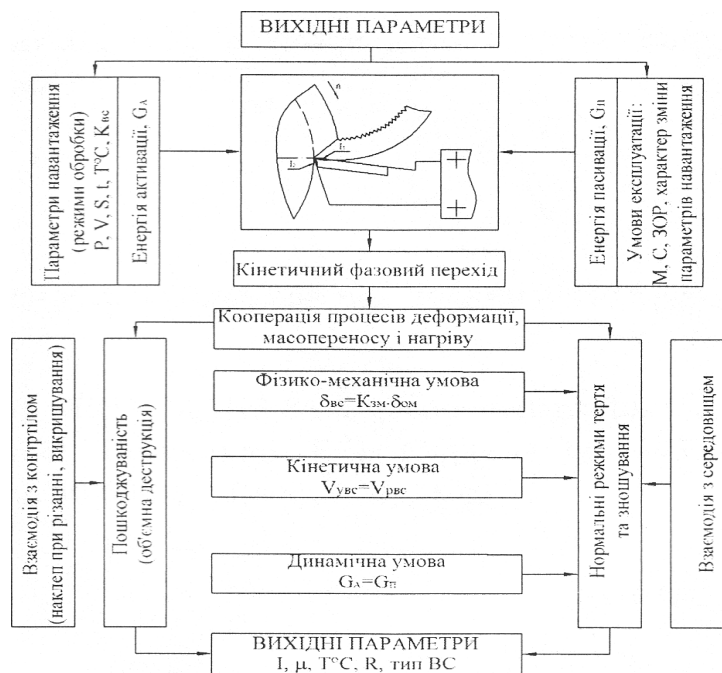 ВИХІДНІ ПАРАМЕТРИ
Параметри навантаження
(режими обробки)
P, V, S, t, T°C, Kвс
Енергія активації, Gа
n
l₁
Енергія пасивації, Gп
Умови експлуатації:
М, С, ЗОР, характер зміни
параметрів навантаження
Кінетичний фазовий перехід
Кооперація процесів деформації,
масопереносу і нагріву
Взаємодія з контртілом
(наклеп при різанні, викришування)
Пошкоджуваність
(об'ємна деструкція)
Фізико-механічна умова
δвс=Kзм·δом
Кінетична умова
Vувс=Vрвс
Динамічна умова
Gа=Gп
Нормальні режими тертя
та зношування
Взаємодія з середовищем
ВИХІДНІ ПАРАМЕТРИ
I, μ, T°C, R, тип ВС